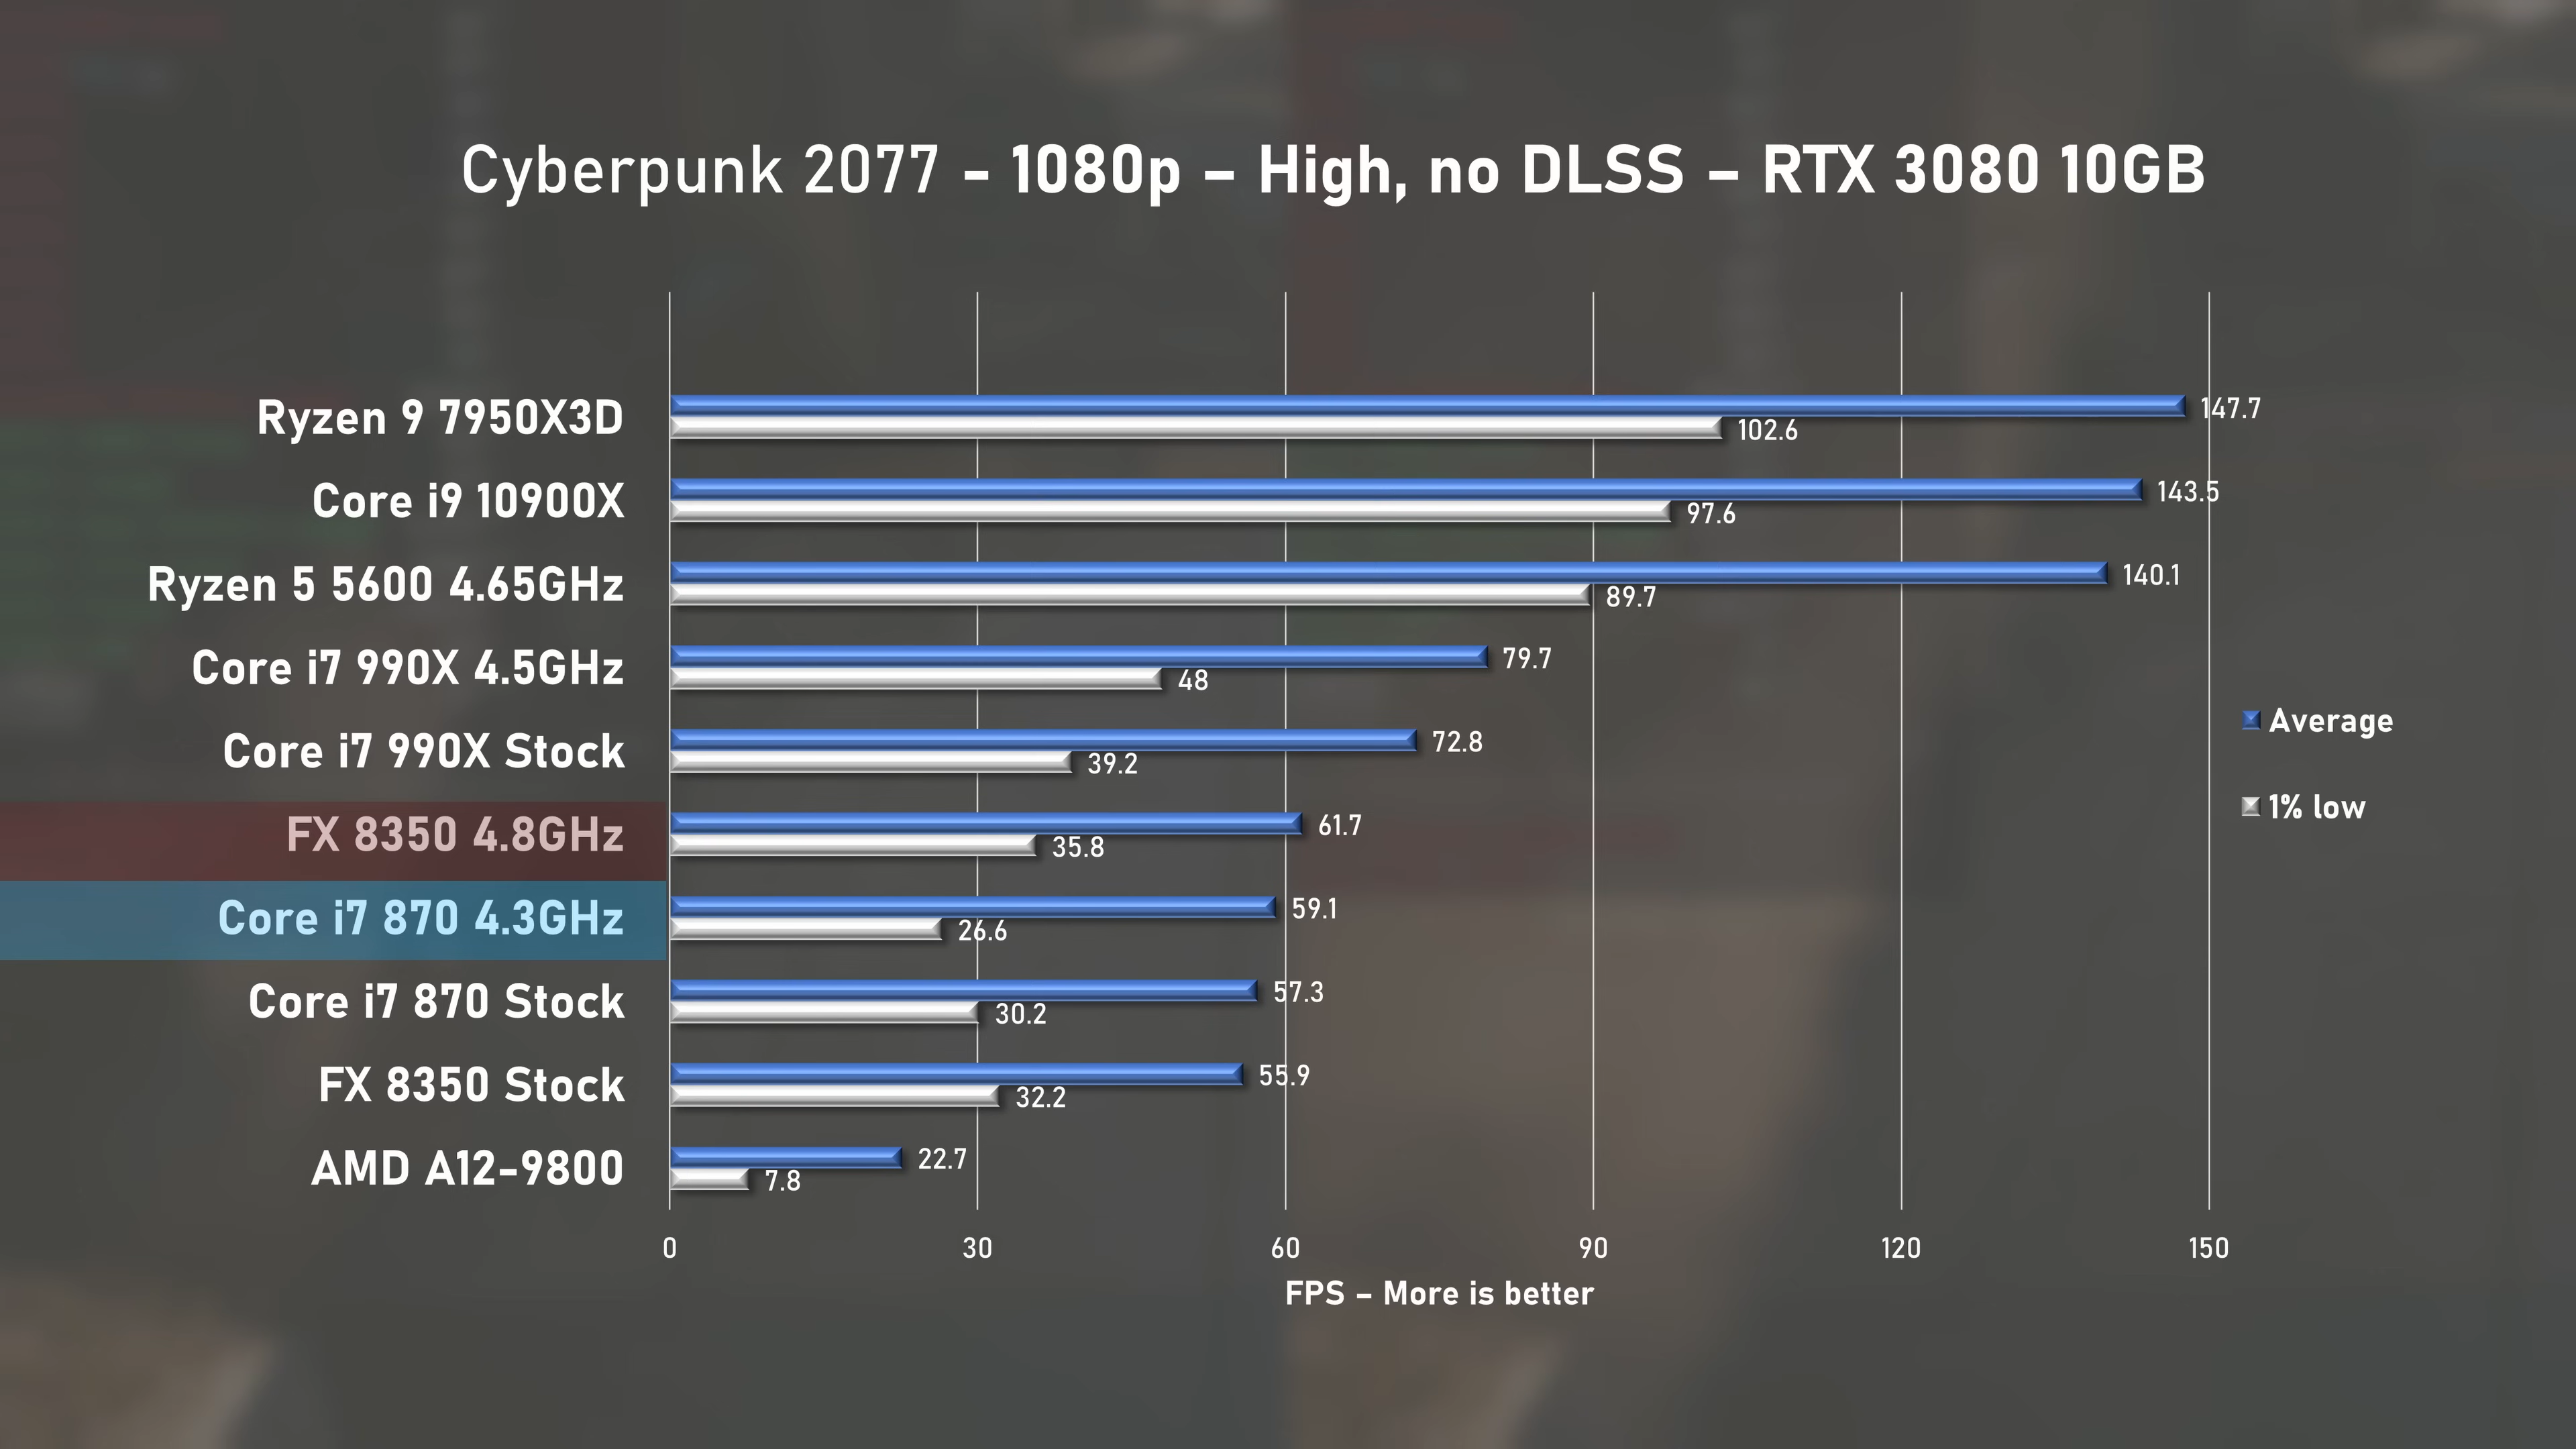 Cyberpunk 2077 - 1080p – High, no DLSS – RTX 3080 10GB
Ryzen 9 7950X3D
147.7
102.6
Core i9 10900X
143.5
97.6
Ryzen 5 5600 4.65GHz
140.1
89.7
Core i7 990X 4.5GHz
79.7
48
Core i7 990X Stock
72.8
39.2
FX 8350 4.8GHz
61.7
35.8
Core i7 870 4.3GHz
59.1
26.6
Core i7 870 Stock
57.3
30.2
FX 8350 Stock
55.9
32.2
AMD A12-9800
22.7
7.8
0 30 60 90 120 150
FPS – More is better
Average
1% low